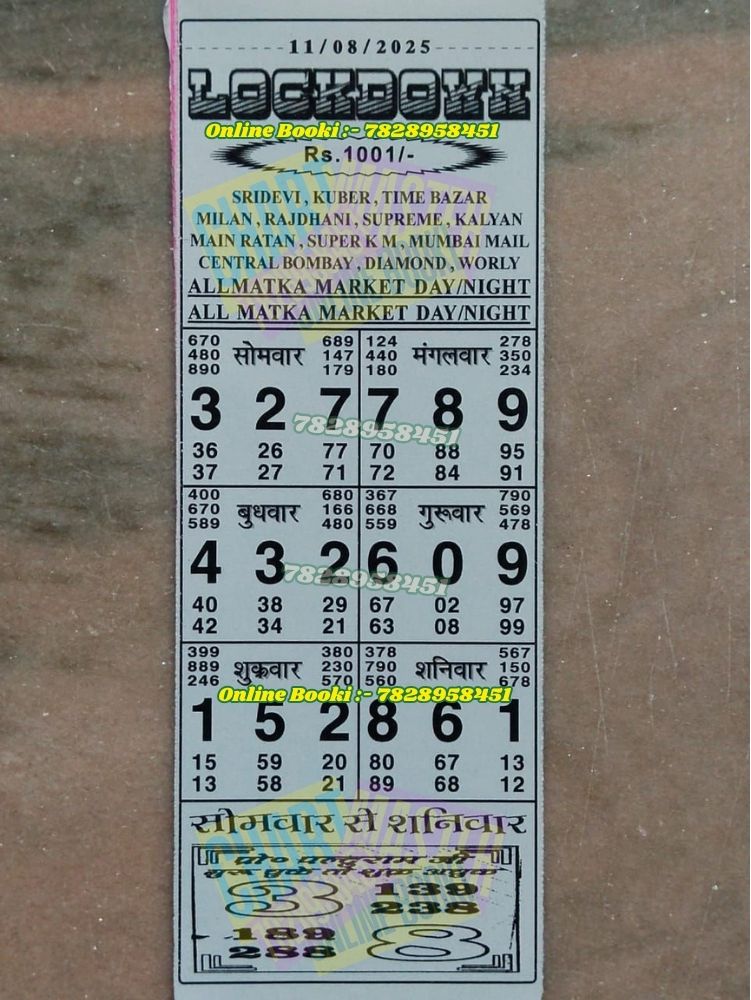 11/08/2025
LOCKDOWN
Online Booki :- 7828958451
Rs.1001/-
SRIDEVI , KUBER , TIME BAZAR
MILAN , RAJDHANI , SUPREME , KALYAN
MAIN RATAN , SUPER K M , MUMBAI MAIL
CENTRAL BOMBAY , DIAMOND , WORLY
ALLMATKA MARKET DAY/NIGHT
ALL MATKA MARKET DAY/NIGHT
670 689 124 278
480 सोमवार 147 440 मंगलवार 350
890 179 180 234
3 2 7 7 8 9
7828958451
36 26 77 70 88 95
37 27 71 72 84 91
400 680 367 790
670 बुधवार 166 668 गुरूवार 569
589 480 559 478
4 3 2 6 0 9
7828958451
40 38 29 67 02 97
42 34 21 63 08 99
399 380 378 567
889 शुक्रवार 230 790 शनिवार 150
246 570 560 678
Online Booki :- 7828958451
1 5 2 8 6 1
15 59 20 80 67 13
13 58 21 89 68 12
सोमवार से शनिवार
3 139
238
189 8
288